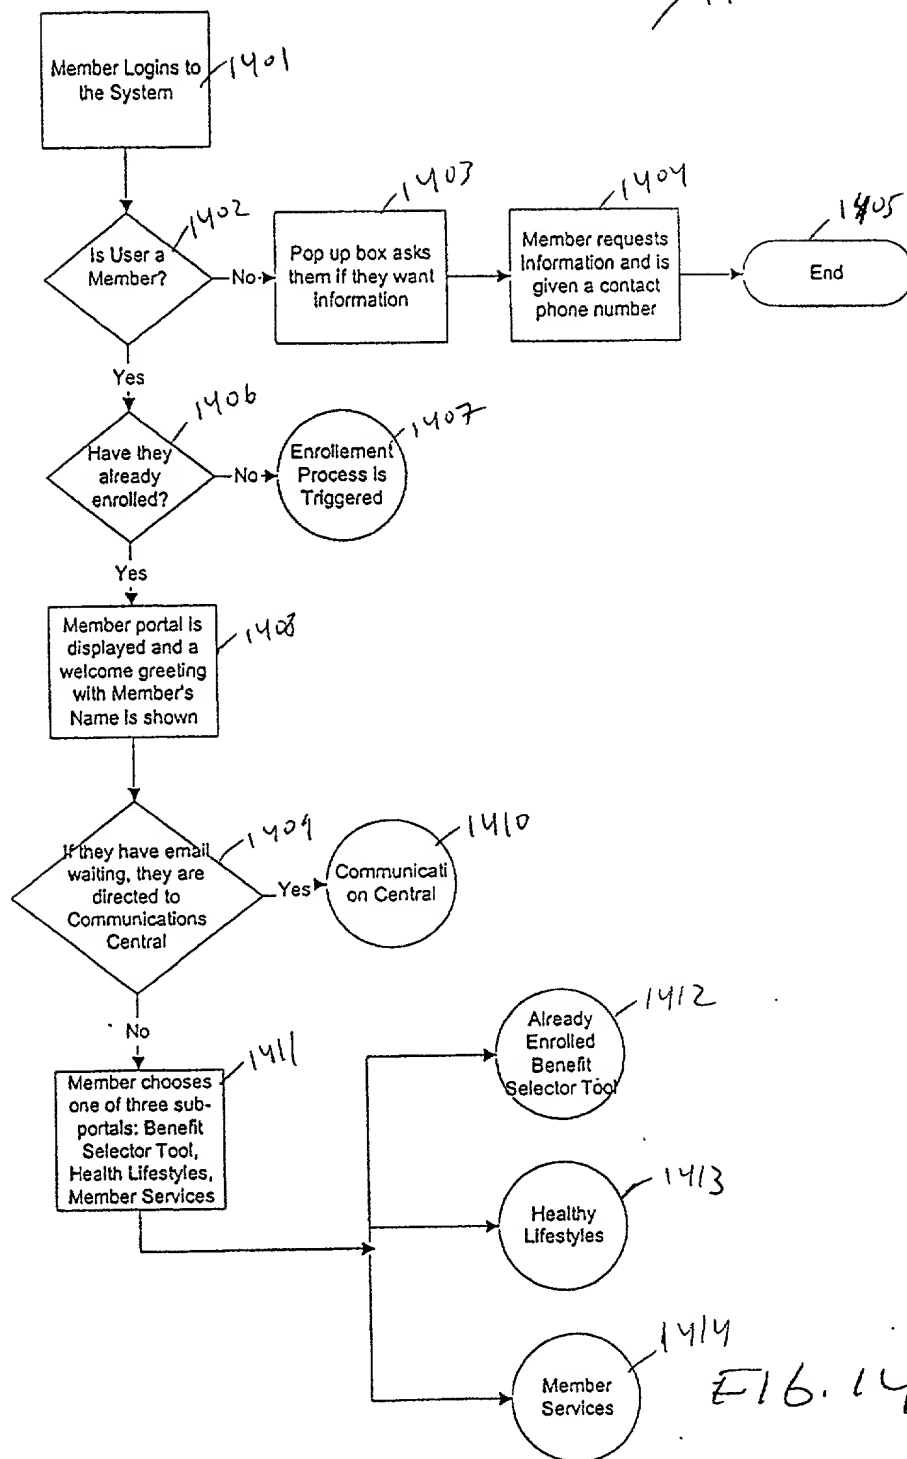 Member Logins to
the System
1401
Is User a
Member?
1402
No
Pop up box asks
them if they want
information
1403
Member requests
Information and is
given a contact
phone number
1404
End
1405
Yes
Have they
already
enrolled?
1406
No
Enrollement
Process is
Triggered
1407
Yes
Member portal is
displayed and a
welcome greeting
with Member's
Name is shown
1408
If they have email
waiting, they are
directed to
Communications
Central
1409
Yes
Communicati
on Central
1410
No
Member chooses
one of three sub-
portals: Benefit
Selector Tool,
Health Lifestyles,
Member Services
1411
Already
Enrolled
Benefit
Selector Tool
1412
Healthy
Lifestyles
1413
Member
Services
1414
FIG. 14